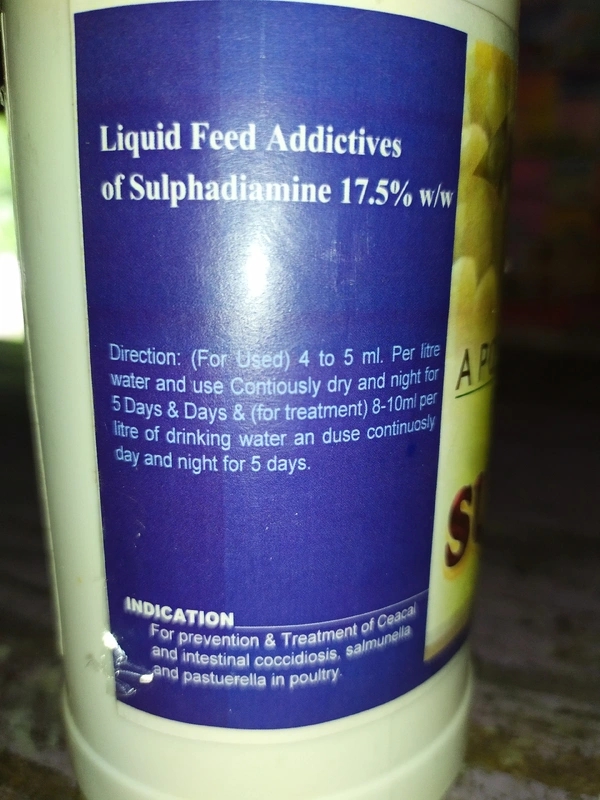 Liquid Feed Addictives
of Sulphadiamine 17.5% w/w
Direction: (For Used) 4 to 5 ml. Per litre
water and use Contiously dry and night for
5 Days & Days & (for treatment) 8-10ml per
litre of drinking water an duse continuosly
day and night for 5 days.
INDICATION
For prevention & Treatment of Ceacal
and intestinal coccidiosis, salmunella
and pastuerella in poultry.
A